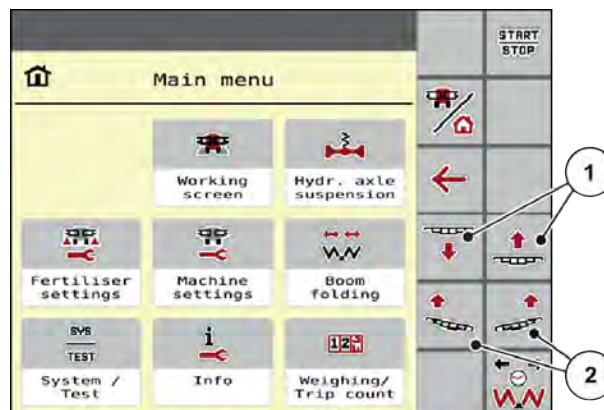 START
STOP
Main menu
Working
screen
Hydr. axle
suspension
1
Fertiliser
settings
Machine
settings
Boom
folding
SYS
TEST
System /
Test
i
Info
123
Weighing/
Trip count
2